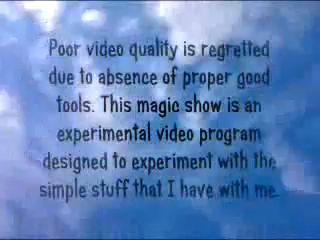 Poor video quality is regretted
due to absence of proper good
tools. This magic show is an
experimental video program
designed to experiment with the
simple stuff that I have with me.